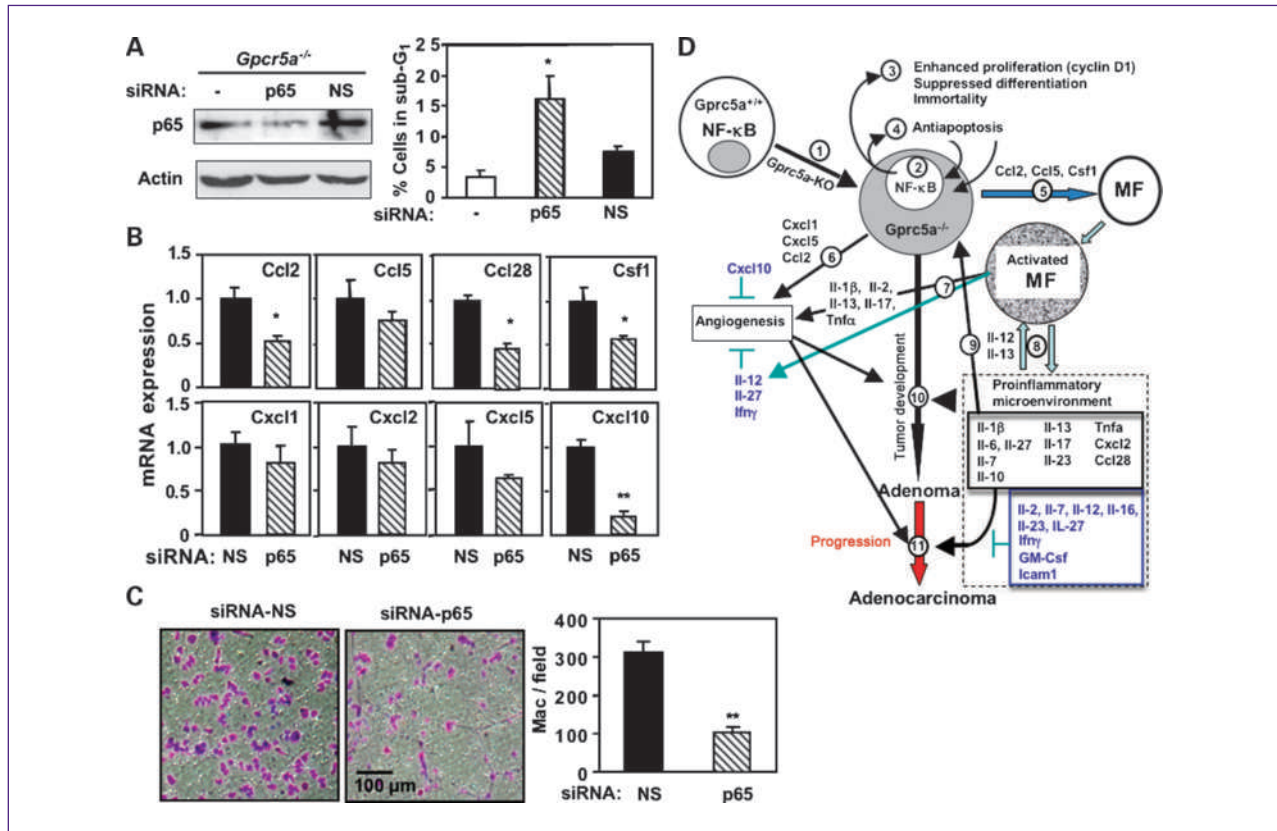 A
Gpcr5a-/-
siRNA: - p65 NS
p65
Actin
% Cells in sub-G1
2 5
20
15
10
5
0
*
siRNA: - p65 NS
B
mRNA expression
1.5
1.0
0.5
0
Ccl2
*
Ccl5
Ccl28
*
Csf1
*
1.5
1.0
0.5
0
Cxcl1
Cxcl2
Cxcl5
Cxcl10
**
siRNA: NS p65 NS p65 NS p65 NS p65
C
siRNA-NS
siRNA-p65
100 µm
Mac / field
400
300
200
100
0
**
siRNA: NS p65
D
Gprc5a+/+
NF-κB
1
Gprc5a-KO
3
Enhanced proliferation (cyclin D1)
Suppressed differentiation
Immortality
4
Antiapoptosis
2
NF-κB
Gprc5a-/-
Ccl2, Ccl5, Csf1
5
MF
Activated
MF
Cxcl1
Cxcl5
Ccl2
6
Cxcl10
Angiogenesis
Il-1β, Il-2,
Il-13, Il-17,
Tnfα
7
Il-12
Il-27
Ifnγ
9
Il-12
Il-13
8
Tumor development
10
Proinflammatory
microenvironment
Il-1β Il-13 Tnfa
Il-6, Il-27 Il-17 Cxcl2
Il-7 Il-23 Ccl28
Il-10
Il-2, Il-7, Il-12, Il-16,
Il-23, IL-27
Ifnγ
GM-Csf
Icam1
Adenoma
Progression
11
Adenocarcinoma